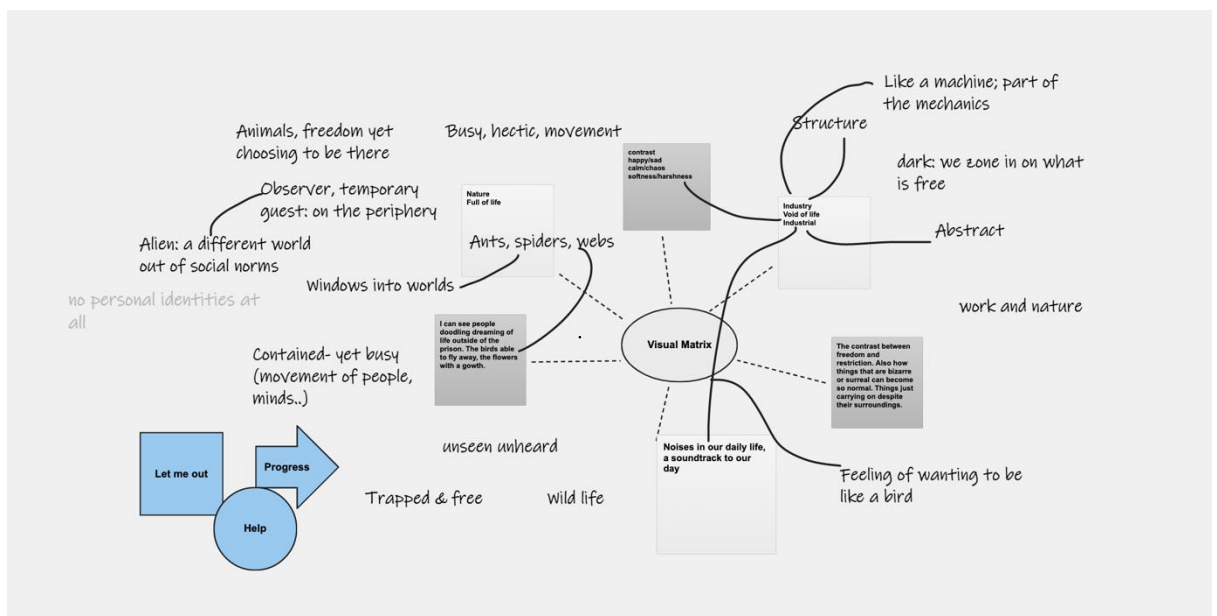 Like a machine; part of
the mechanics
Structure
Animals, freedom yet
choosing to be there
Busy, hectic, movement
contrast
happy/sad
calm/chaos
softness/harshness
dark: we zone in on what
is free
Observer, temporary
guest: on the periphery
Nature
Full of life
Industry
Void of life
Industrial
Alien: a different world
out of social norms
Ants, spiders, webs
Abstract
Windows into worlds
no personal identities at
all
work and nature
I can see people
doodling dreaming of
life outside of the
prison. The birds able
to fly away, the flowers
with a gowth.
Visual Matrix
The contrast between
freedom and
restriction. Also how
things that are bizarre
or surreal can become
so normal. Things just
carrying on despite
their surroundings.
Contained- yet busy
(movement of people,
minds..)
unseen unheard
Noises in our daily life,
a soundtrack to our
day
Let me out
Progress
Help
Trapped & free
Wild life
Feeling of wanting to be
like a bird